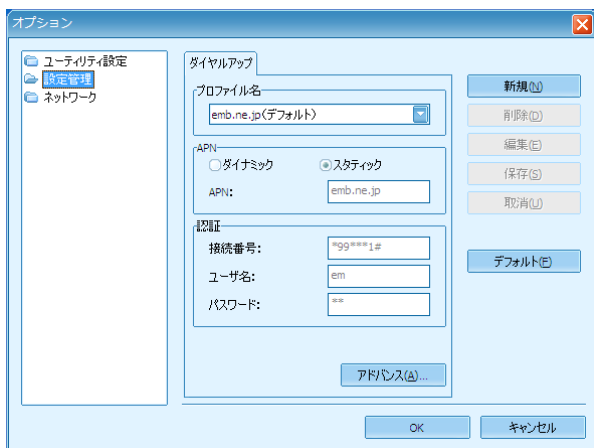 オプション
ユーティリティ設定
設定管理
ネットワーク
ダイヤルアップ
プロファイル名
emb.ne.jp(デフォルト)
APN
ダイナミック
スタティック
APN:
emb.ne.jp
認証
接続番号:
*99***1#
ユーザ名:
em
パスワード:
**
アドバンス(A)...
新規(N)
削除(D)
編集(E)
保存(S)
取消(U)
デフォルト(F)
OK
キャンセル